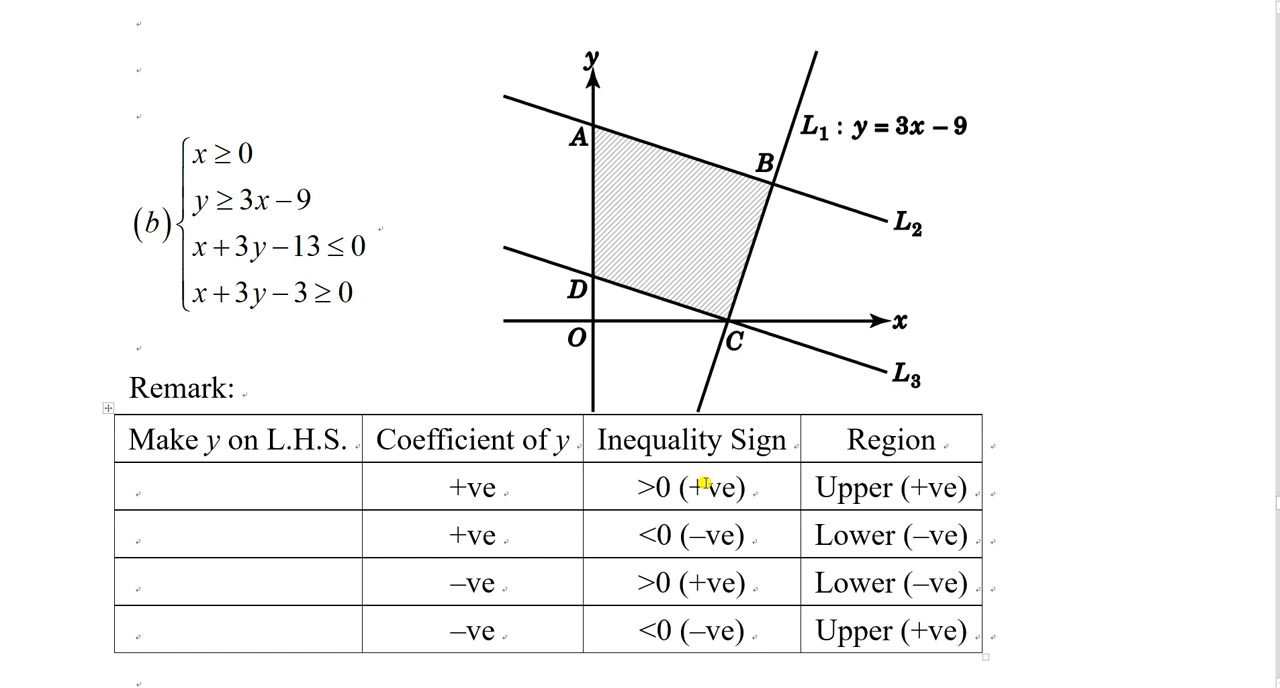 y
A
L₁ : y = 3x – 9
B
L₂
D
O
C
x
L₃
(b)
x ≥ 0
y ≥ 3x – 9
x + 3y – 13 ≤ 0
x + 3y – 3 ≥ 0
Remark:
Make y on L.H.S. Coefficient of y Inequality Sign Region
+ve >0 (+ve) Upper (+ve)
+ve <0 (–ve) Lower (–ve)
–ve >0 (+ve) Lower (–ve)
–ve <0 (–ve) Upper (+ve)